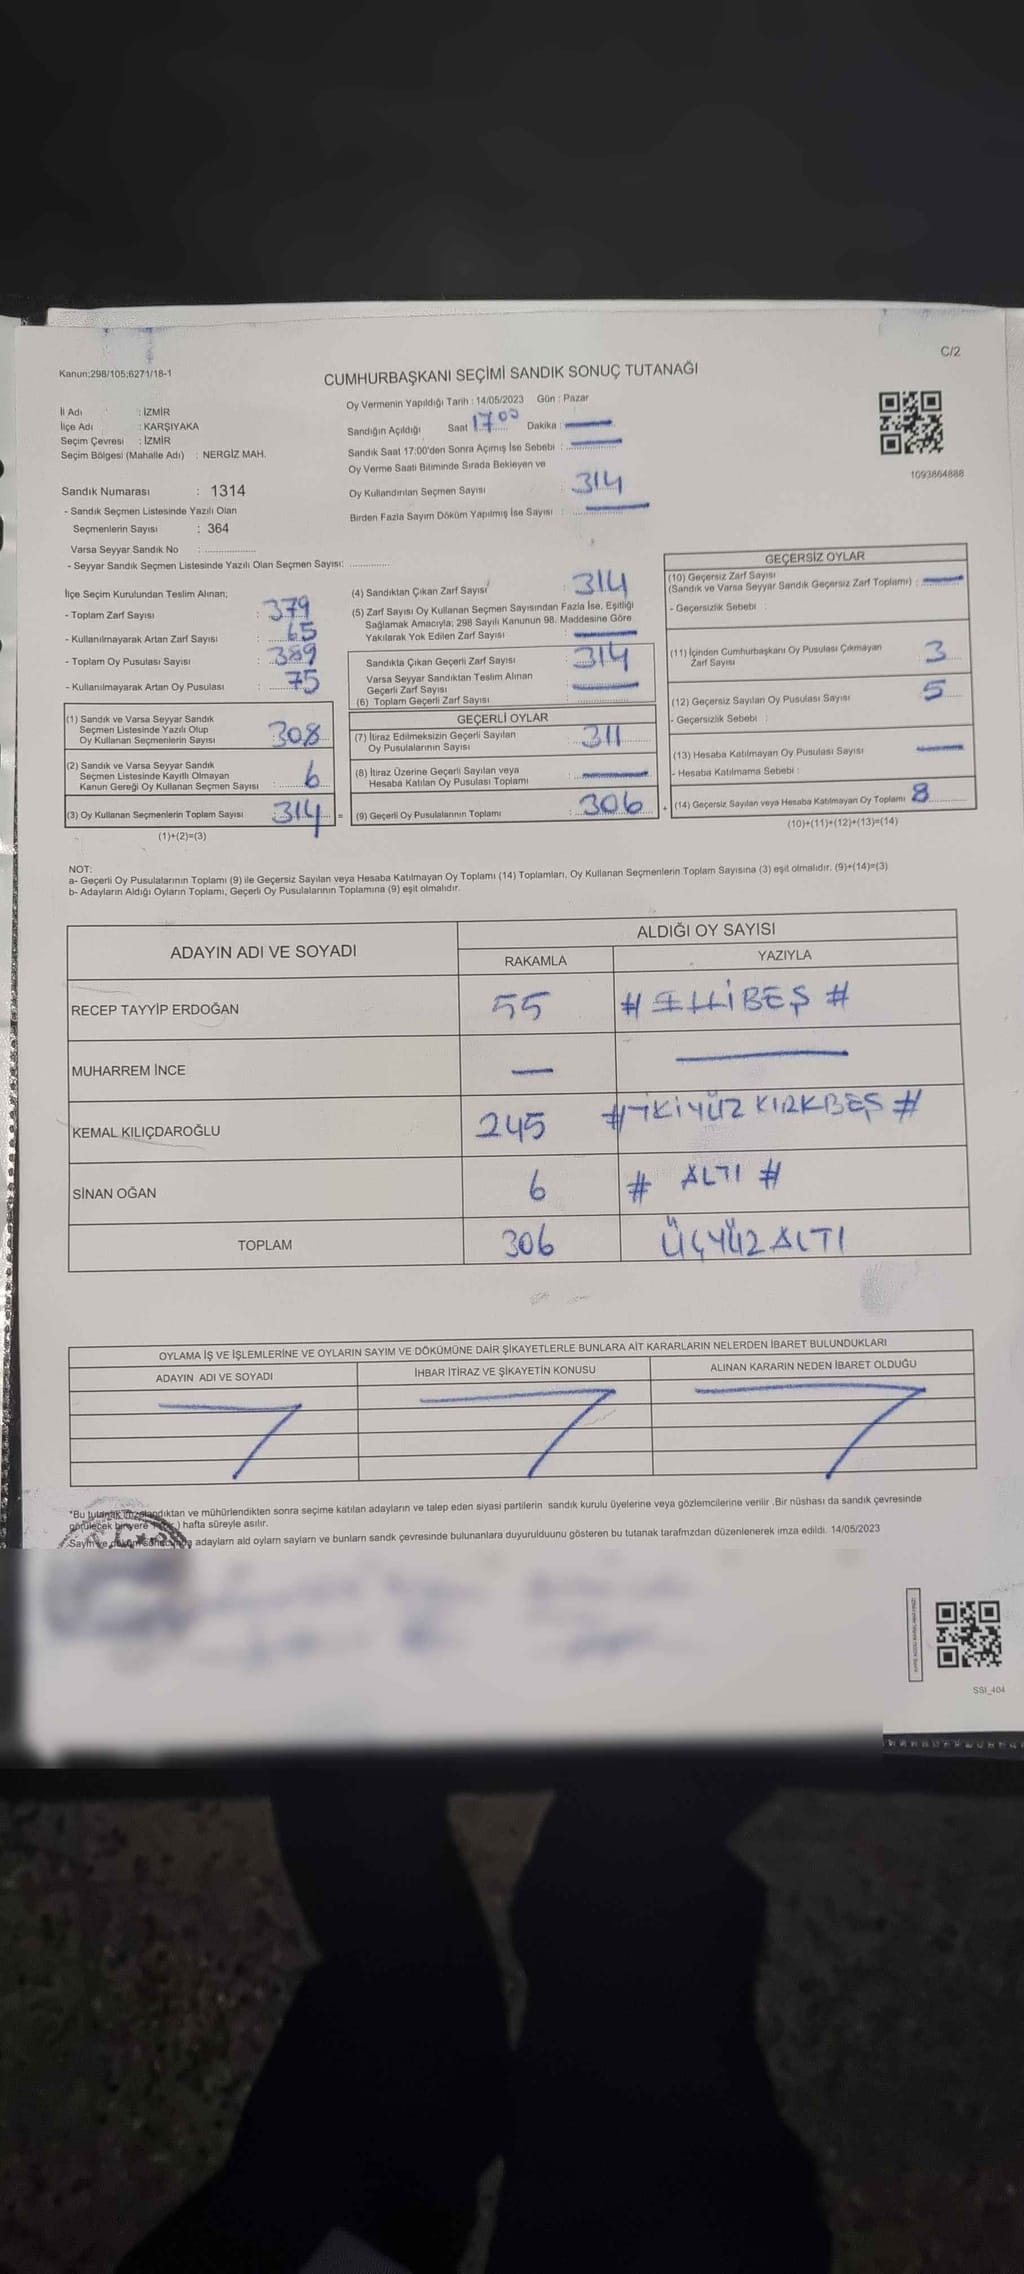 C/2
Kanun:298/105;6271/18-1
CUMHURBAŞKANI SEÇİMİ SANDIK SONUÇ TUTANAĞI
İl Adı : İZMİR
İlçe Adı : KARŞIYAKA
Seçim Çevresi : İZMİR
Seçim Bölgesi (Mahalle Adı) : NERGİZ MAH.
Sandık Numarası : 1314
- Sandık Seçmen Listesinde Yazılı Olan
Seçmenlerin Sayısı : 364
Varsa Seyyar Sandık No : ..................
- Seyyar Sandık Seçmen Listesinde Yazılı Olan Seçmen Sayısı: .............
Oy Vermenin Yapıldığı Tarih : 14/05/2023 Gün : Pazar
Sandığın Açıldığı Saat 17 00 Dakika : —
Sandık Saat 17:00'den Sonra Açımış İse Sebebi : —
Oy Verme Saati Bitiminde Sırada Bekleyen ve
Oy Kullandırılan Seçmen Sayısı : 314
Birden Fazla Sayım Döküm Yapılmış İse Sayısı : —
1093864888
İlçe Seçim Kurulundan Teslim Alınan;
- Toplam Zarf Sayısı : 379
- Kullanılmayarak Artan Zarf Sayısı : 65
- Toplam Oy Pusulası Sayısı : 389
- Kullanılmayarak Artan Oy Pusulası : 75
(1) Sandık ve Varsa Seyyar Sandık
Seçmen Listesinde Yazılı Olup
Oy Kullanan Seçmenlerin Sayısı : 308
(2) Sandık ve Varsa Seyyar Sandık
Seçmen Listesinde Kayıtlı Olmayan
Kanun Gereği Oy Kullanan Seçmen Sayısı : 6
(3) Oy Kullanan Seçmenlerin Toplam Sayısı : 314 =
(1)+(2)=(3)
(4) Sandıktan Çıkan Zarf Sayısı : 314
(5) Zarf Sayısı Oy Kullanan Seçmen Sayısından Fazla İse, Eşitliği
Sağlamak Amacıyla; 298 Sayılı Kanunun 98. Maddesine Göre
Yakılarak Yok Edilen Zarf Sayısı : —
Sandıkta Çıkan Geçerli Zarf Sayısı : 314
Varsa Seyyar Sandıktan Teslim Alınan
Geçerli Zarf Sayısı : —
(6) Toplam Geçerli Zarf Sayısı : ..................
GEÇERLİ OYLAR
(7) İtiraz Edilmeksizin Geçerli Sayılan
Oy Pusulalarının Sayısı : 311
(8) İtiraz Üzerine Geçerli Sayılan veya
Hesaba Katılan Oy Pusulası Toplamı : —
(9) Geçerli Oy Pusulalarının Toplamı : 306 +
GEÇERSİZ OYLAR
(10) Geçersiz Zarf Sayısı
(Sandık ve Varsa Seyyar Sandık Geçersiz Zarf Toplamı) : —
- Geçersizlik Sebebi :
(11) İçinden Cumhurbaşkanı Oy Pusulası Çıkmayan
Zarf Sayısı : 3
(12) Geçersiz Sayılan Oy Pusulası Sayısı : 5
- Geçersizlik Sebebi :
(13) Hesaba Katılmayan Oy Pusulası Sayısı : —
- Hesaba Katılmama Sebebi :
(14) Geçersiz Sayılan veya Hesaba Katılmayan Oy Toplamı : 8
(10)+(11)+(12)+(13)=(14)
NOT:
a- Geçerli Oy Pusulalarının Toplamı (9) ile Geçersiz Sayılan veya Hesaba Katılmayan Oy Toplamı (14) Toplamları, Oy Kullanan Seçmenlerin Toplam Sayısına (3) eşit olmalıdır. (9)+(14)=(3)
b- Adayların Aldığı Oyların Toplamı, Geçerli Oy Pusulalarının Toplamına (9) eşit olmalıdır.
ADAYIN ADI VE SOYADI ALDIĞI OY SAYISI
RAKAMLA YAZIYLA
RECEP TAYYİP ERDOĞAN 55 # ELLİBEŞ #
MUHARREM İNCE — —
KEMAL KILIÇDAROĞLU 245 # İKİYÜZ KIRKBEŞ #
SİNAN OĞAN 6 # ALTI #
TOPLAM 306 ÜÇYÜZ ALTI
OYLAMA İŞ VE İŞLEMLERİNE VE OYLARIN SAYIM VE DÖKÜMÜNE DAİR ŞİKAYETLERLE BUNLARA AİT KARARLARIN NELERDEN İBARET BULUNDUKLARI
ADAYIN ADI VE SOYADI İHBAR İTİRAZ VE ŞİKAYETİN KONUSU ALINAN KARARIN NEDEN İBARET OLDUĞU
*Bu tutanak imzalandıktan ve mühürlendikten sonra seçime katılan adayların ve talep eden siyasi partilerin sandık kurulu üyelerine veya gözlemcilerine verilir .Bir nüshası da sandık çevresinde
görülecek bir yere hafta süreyle asılır.
adaylarn ald oylarn saylarn ve bunlarn sandk çevresinde bulunanlara duyurulduunu gösteren bu tutanak tarafmzdan düzenlenerek imza edildi. 14/05/2023
SSI_404